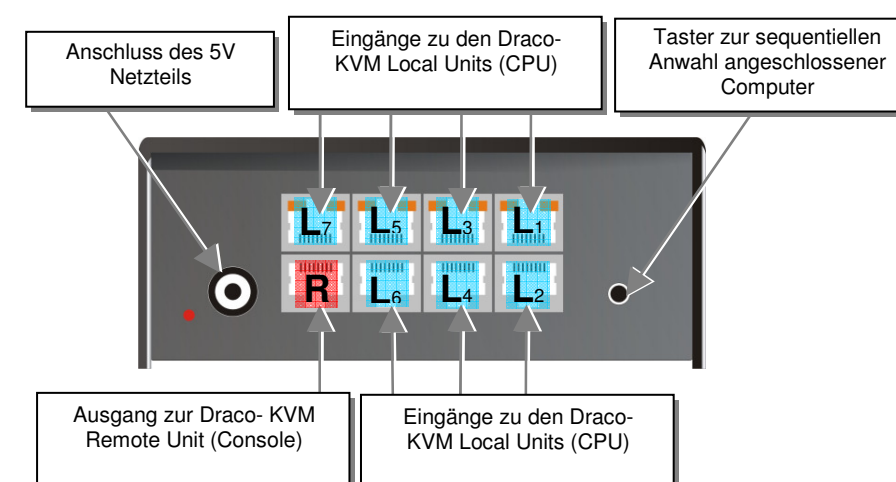 Anschluss des 5V
Netzteils
Eingänge zu den Draco-
KVM Local Units (CPU)
Taster zur sequentiellen
Anwahl angeschlossener
Computer
L7 L5 L3 L1
R L6 L4 L2
Ausgang zur Draco- KVM
Remote Unit (Console)
Eingänge zu den Draco-
KVM Local Units (CPU)